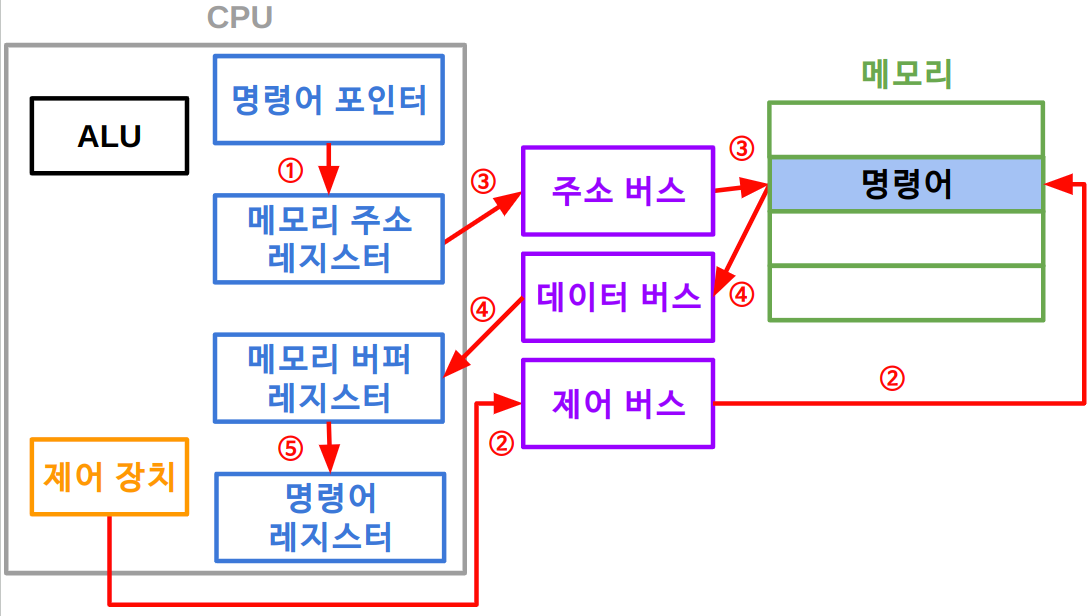 CPU
ALU
명령어 포인터
①
메모리 주소
레지스터
③
주소 버스
③
메모리
명령어
데이터 버스
④
④
메모리 버퍼
레지스터
제어 버스
②
②
⑤
제어 장치
명령어
레지스터